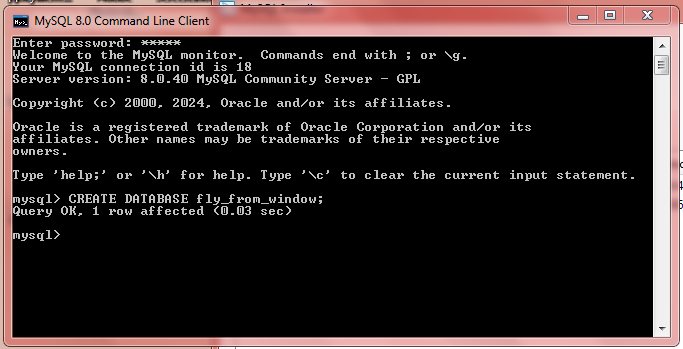 MySQL 8.0 Command Line Client
Enter password: *****
Welcome to the MySQL monitor.  Commands end with ; or \g.
Your MySQL connection id is 18
Server version: 8.0.40 MySQL Community Server - GPL
Copyright (c) 2000, 2024, Oracle and/or its affiliates.
Oracle is a registered trademark of Oracle Corporation and/or its
affiliates. Other names may be trademarks of their respective
owners.
Type 'help;' or '\h' for help. Type '\c' to clear the current input statement.
mysql> CREATE DATABASE fly_from_window;
Query OK, 1 row affected (0.03 sec)
mysql>